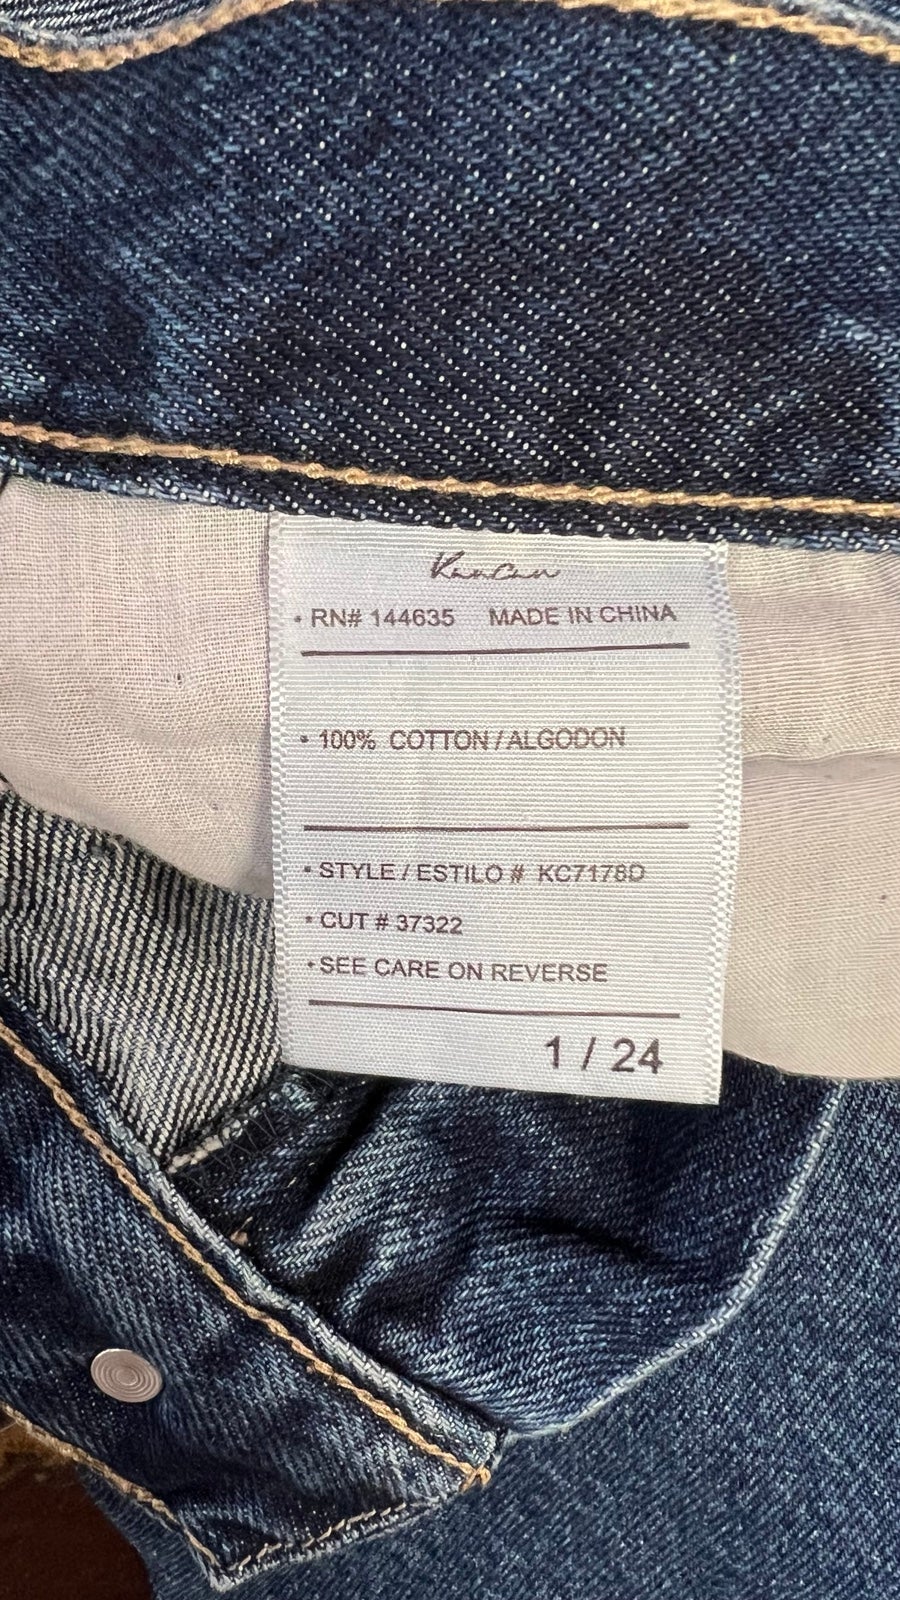 KanCan
• RN# 144635 MADE IN CHINA
• 100% COTTON / ALGODON
• STYLE / ESTILO # KC7178D
• CUT # 37322
• SEE CARE ON REVERSE
1 / 24